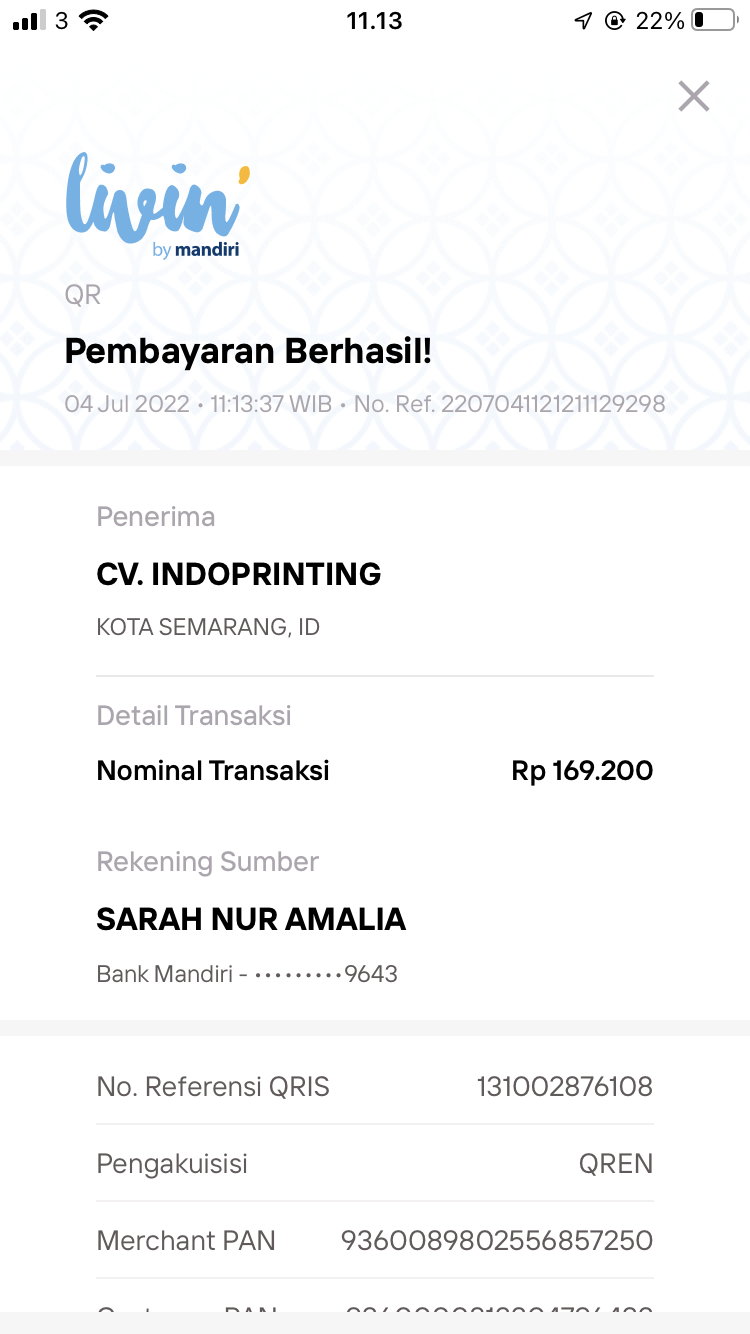 3 11.13 22%
livin'
by mandiri
QR
Pembayaran Berhasil!
04 Jul 2022 • 11:13:37 WIB • No. Ref. 2207041121211129298
Penerima
CV. INDOPRINTING
KOTA SEMARANG, ID
Detail Transaksi
Nominal Transaksi Rp 169.200
Rekening Sumber
SARAH NUR AMALIA
Bank Mandiri - •••••••••9643
No. Referensi QRIS 131002876108
Pengakuisisi QREN
Merchant PAN 9360089802556857250